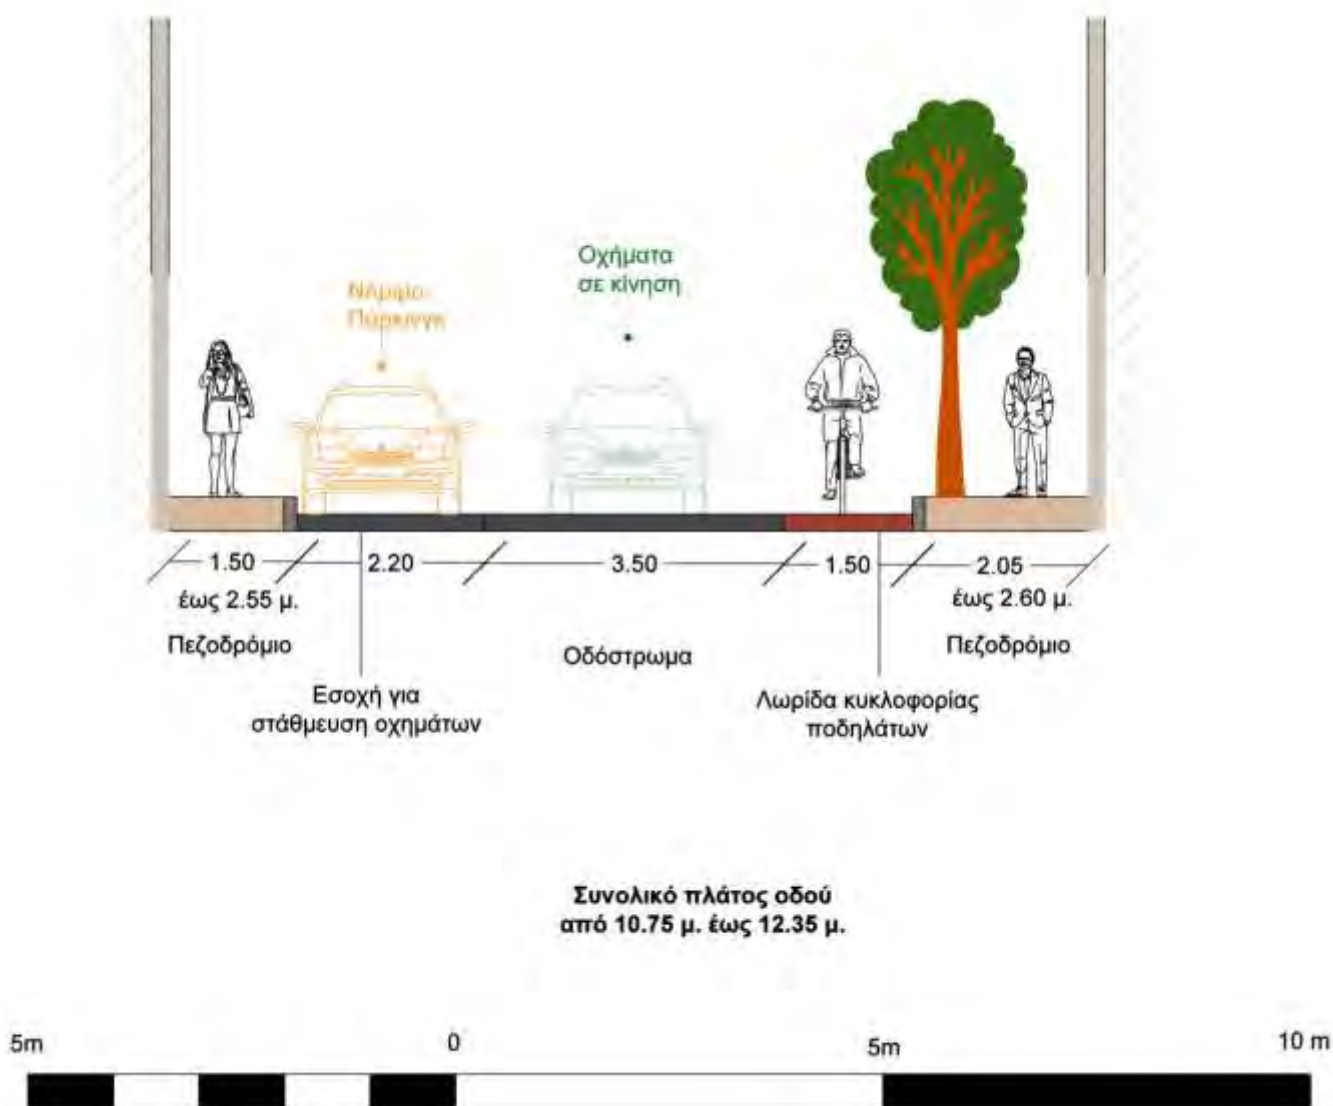 Οχήματα
σε κίνηση
1.50
2.20
3.50
1.50
2.05
έως 2.55 μ.
έως 2.60 μ.
Πεζοδρόμιο
Οδόστρωμα
Πεζοδρόμιο
Εσοχή για
στάθμευση οχημάτων
Λωρίδα κυκλοφορίας
ποδηλάτων
Συνολικό πλάτος οδού
από 10.75 μ. έως 12.35 μ.
5m
0
5m
10 m